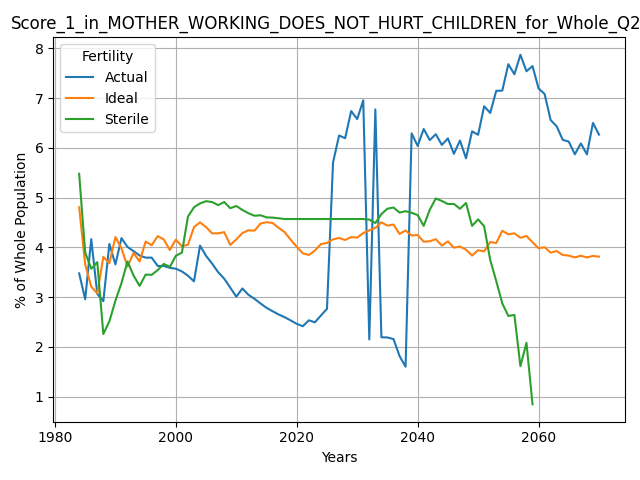 Score_1_in_MOTHER_WORKING_DOES_NOT_HURT_CHILDREN_for_Whole_Q2
Fertility
Actual
Ideal
Sterile
% of Whole Population
8
7
6
5
4
3
2
1
1980
2000
2020
2040
2060
Years